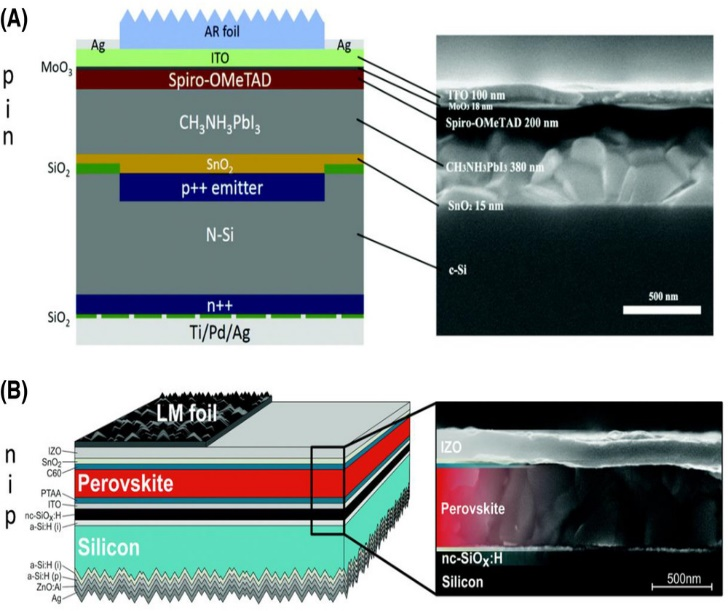 (A)
AR foil
Ag
Ag
ITO
MoO3
p
i
n
Spiro-OMeTAD
CH3NH3PbI3
SiO2
SnO2
p++ emitter
N-Si
n++
SiO2
Ti/Pd/Ag
ITO 100 nm
MoO3 18 nm
Spiro-OMeTAD 200 nm
CH3NH3PbI3 380 nm
SnO2 15 nm
c-Si
500 nm
(B)
LM foil
n
i
p
IZO
SnO2
C60
Perovskite
PTAA
ITO
nc-SiOx:H
a-Si:H (i)
Silicon
a-Si:H (i)
a-Si:H (p)
ZnO:Al
Ag
IZO
Perovskite
nc-SiOx:H
Silicon
500nm